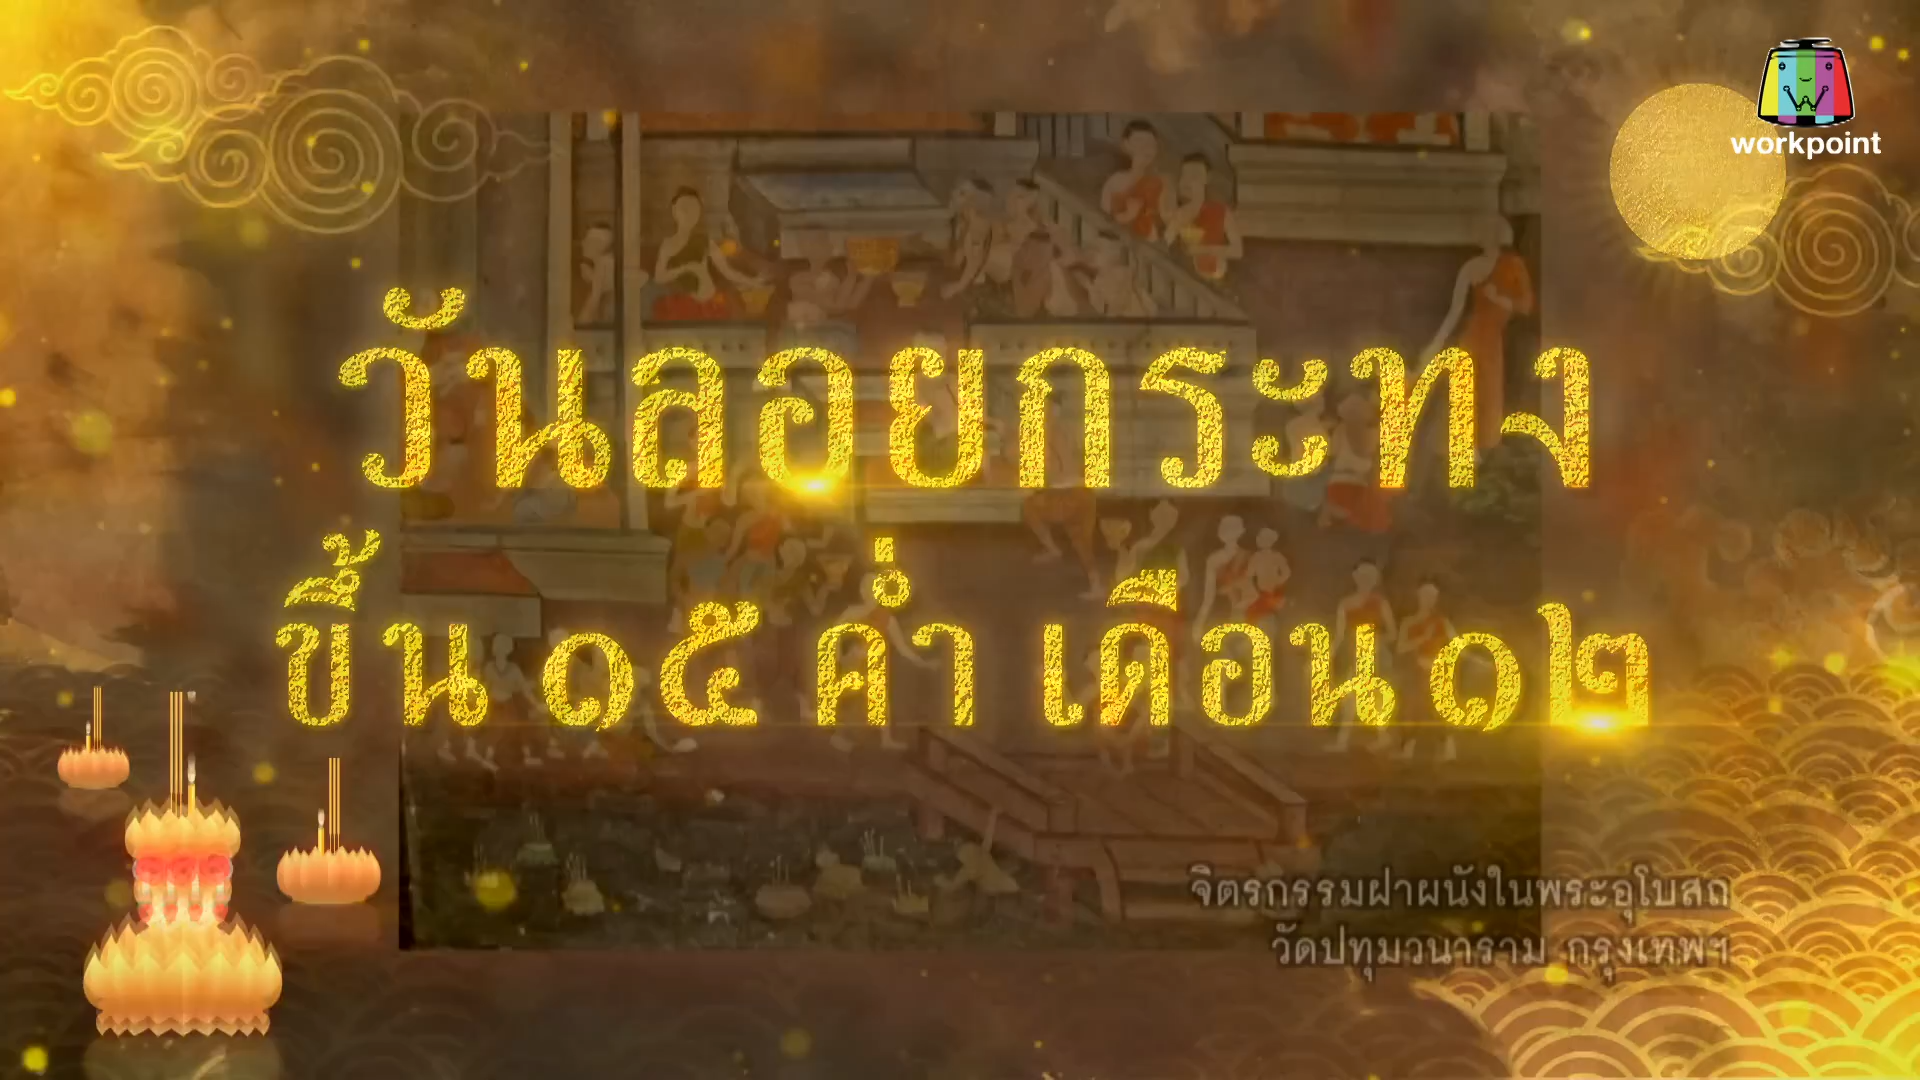 workpoint
วันลอยกระทง
ขึ้น ๑๕ ค่ำ เดือน ๑๒
จิตรกรรมฝาผนังในพระอุโบสถ
วัดปทุมวนาราม กรุงเทพฯ